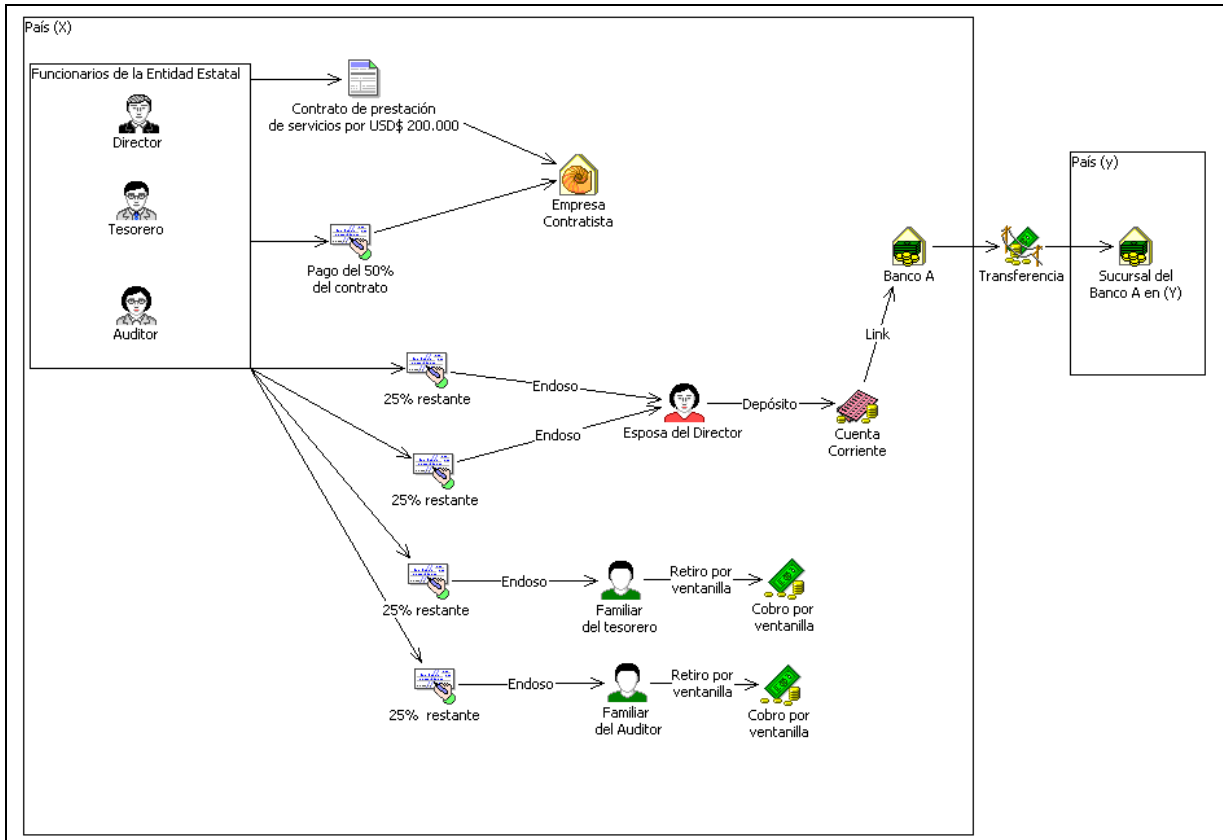 País (X)
Funcionarios de la Entidad Estatal
Director
Tesorero
Auditor
Contrato de prestación
de servicios por USD$ 200.000
Empresa
Contratista
Pago del 50%
del contrato
25% restante
Endoso
25% restante
Endoso
Esposa del Director
Depósito
Cuenta
Corriente
Link
Banco A
Transferencia
País (y)
Sucursal del
Banco A en (Y)
25% restante
Endoso
Familiar
del tesorero
Retiro por
ventanilla
Cobro por
ventanilla
25% restante
Endoso
Familiar
del Auditor
Retiro por
ventanilla
Cobro por
ventanilla